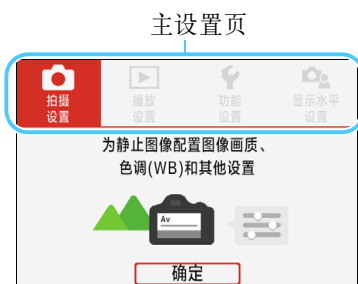 主设置页
拍摄 播放 功能 显示水平
设置 设置 设置 设置
为静止图像配置图像画质、
色调(WB)和其他设置
Av
确定